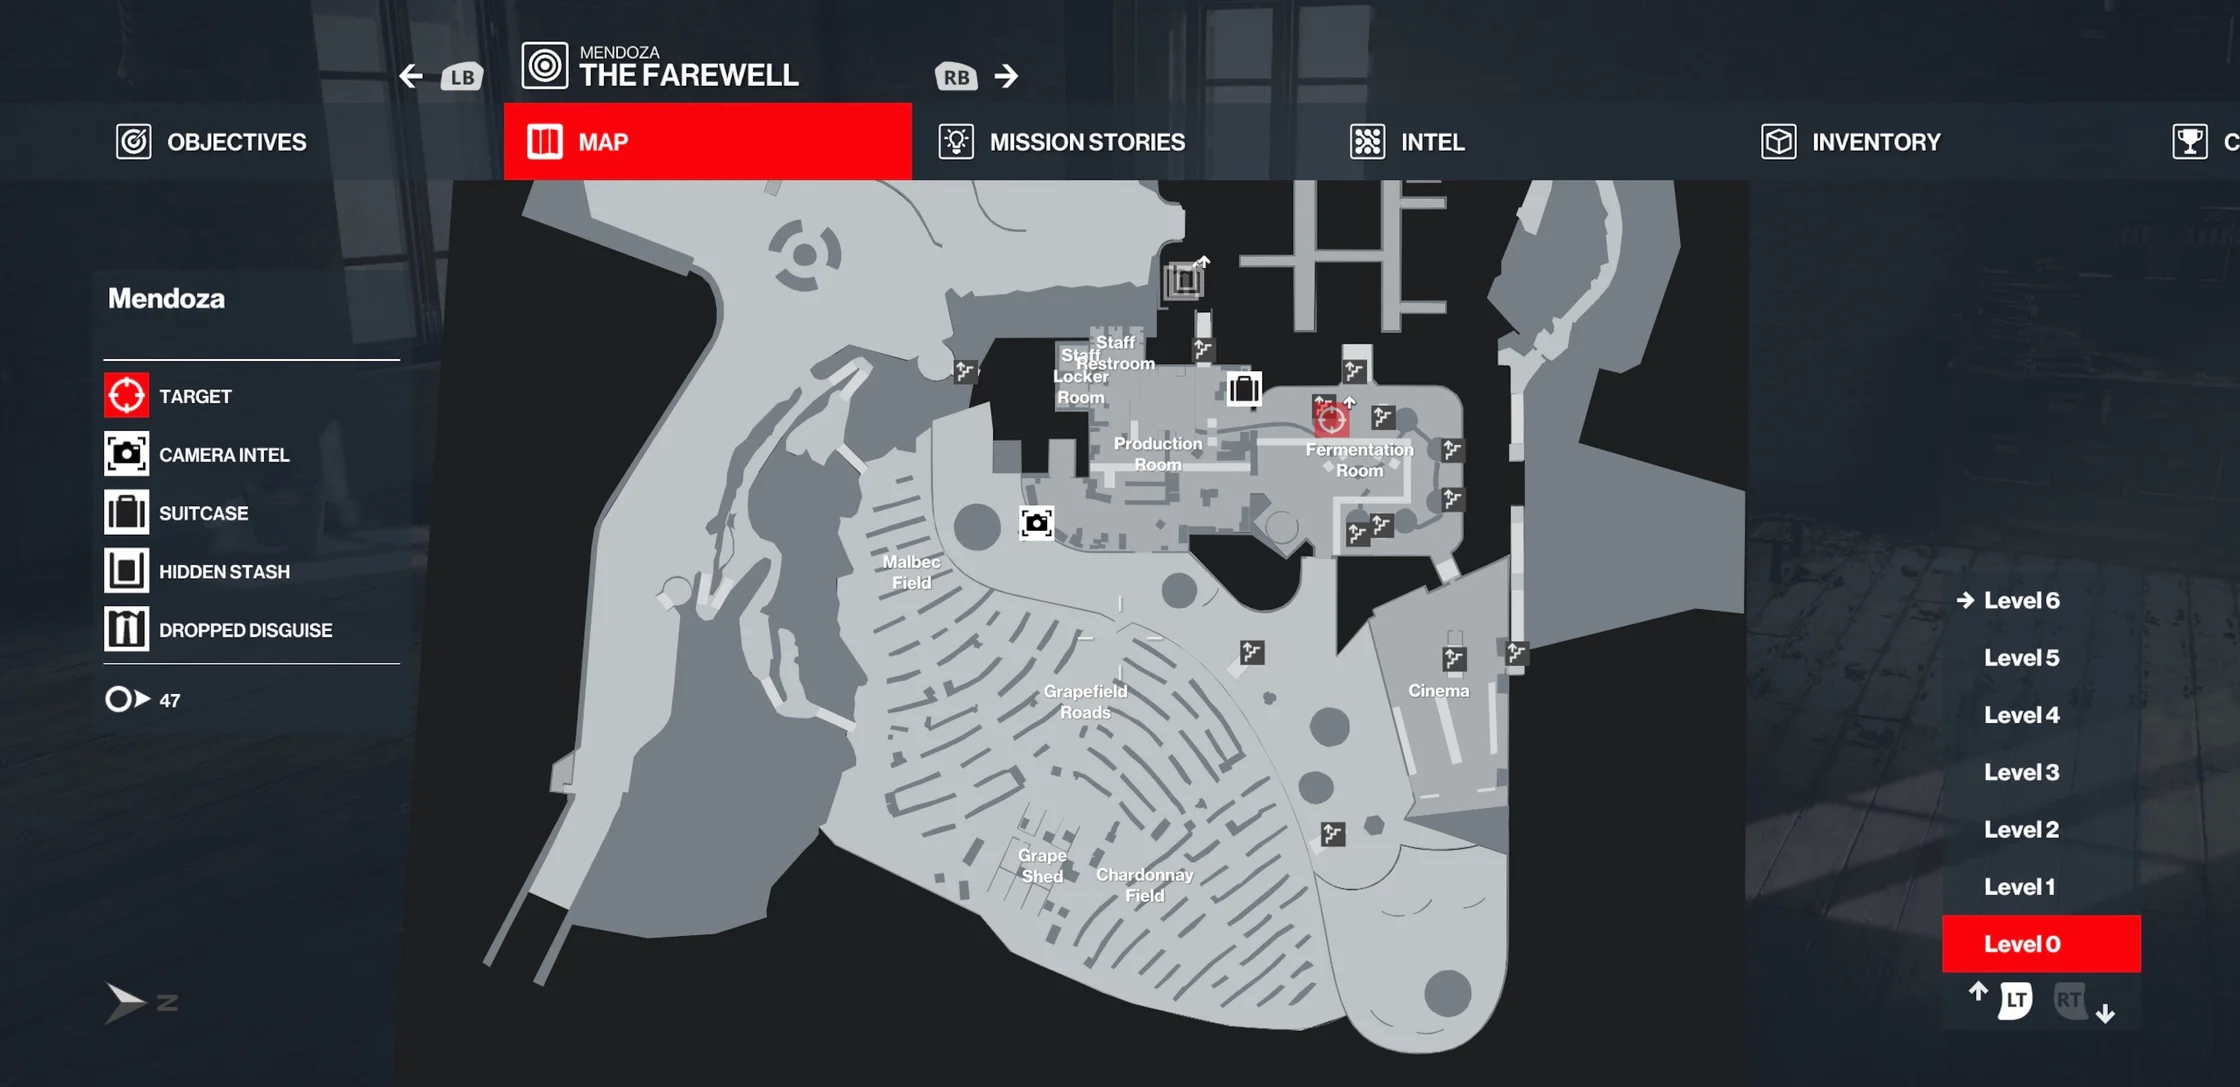 LB
MENDOZA
THE FAREWELL
RB
OBJECTIVES
MAP
MISSION STORIES
INTEL
INVENTORY
C
Mendoza
TARGET
CAMERA INTEL
SUITCASE
HIDDEN STASH
DROPPED DISGUISE
47
N
Staff
Restroom
Staff
Locker
Room
Production
Room
Fermentation
Room
Malbec
Field
Grapefield
Roads
Cinema
Grape
Shed
Chardonnay
Field
Level 6
Level 5
Level 4
Level 3
Level 2
Level 1
Level 0
LT
RT